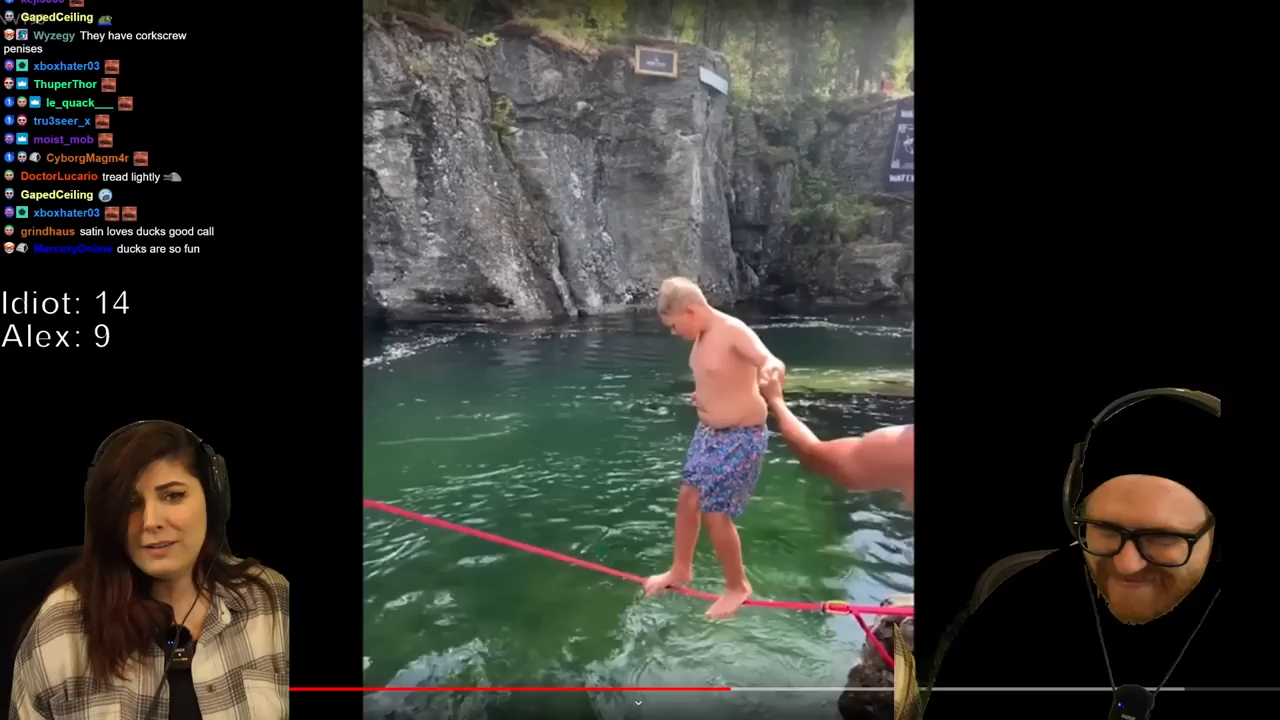 GapedCeiling
Wyzegy They have corkscrew
penises
xboxhater03
ThuperThor
le_quack___
tru3seer_x
moist_mob
CyborgMagm4r
DoctorLucario tread lightly
GapedCeiling
xboxhater03
grindhaus satin loves ducks good call
MercuryOnline ducks are so fun
Idiot: 14
Alex: 9